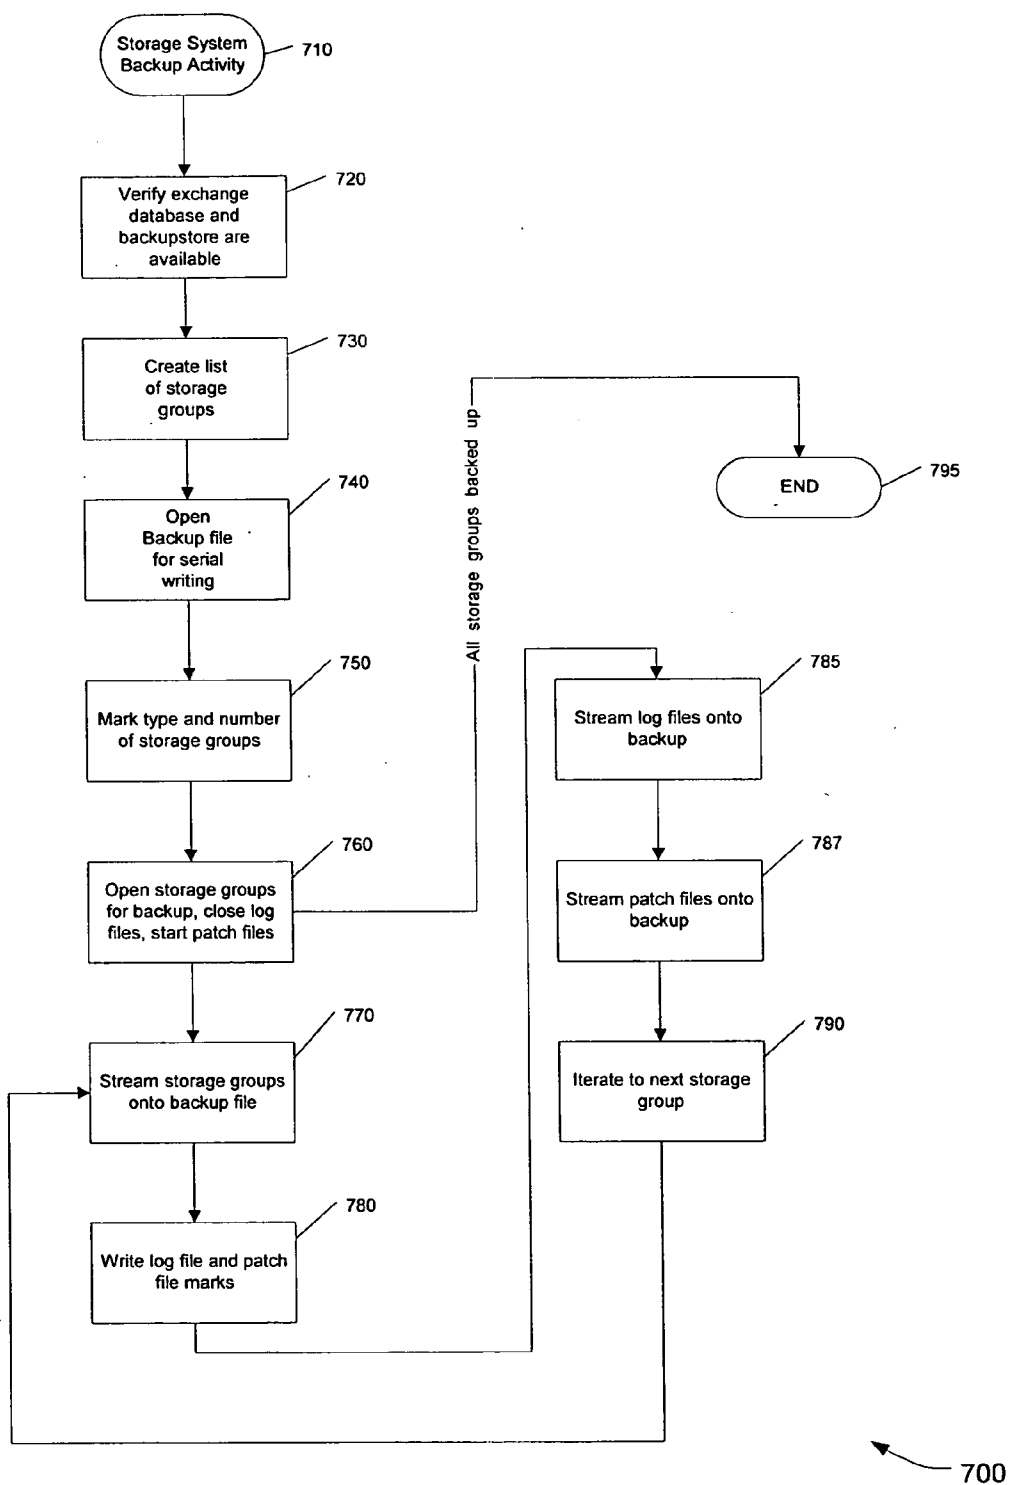 Storage System
Backup Activity
710
720
Verify exchange
database and
backupstore are
available
730
Create list
of storage
groups
740
Open
Backup file
for serial
writing
750
Mark type and number
of storage groups
760
Open storage groups
for backup, close log
files, start patch files
770
Stream storage groups
onto backup file
780
Write log file and patch
file marks
All storage groups backed up
END
795
785
Stream log files onto
backup
787
Stream patch files onto
backup
790
Iterate to next storage
group
700